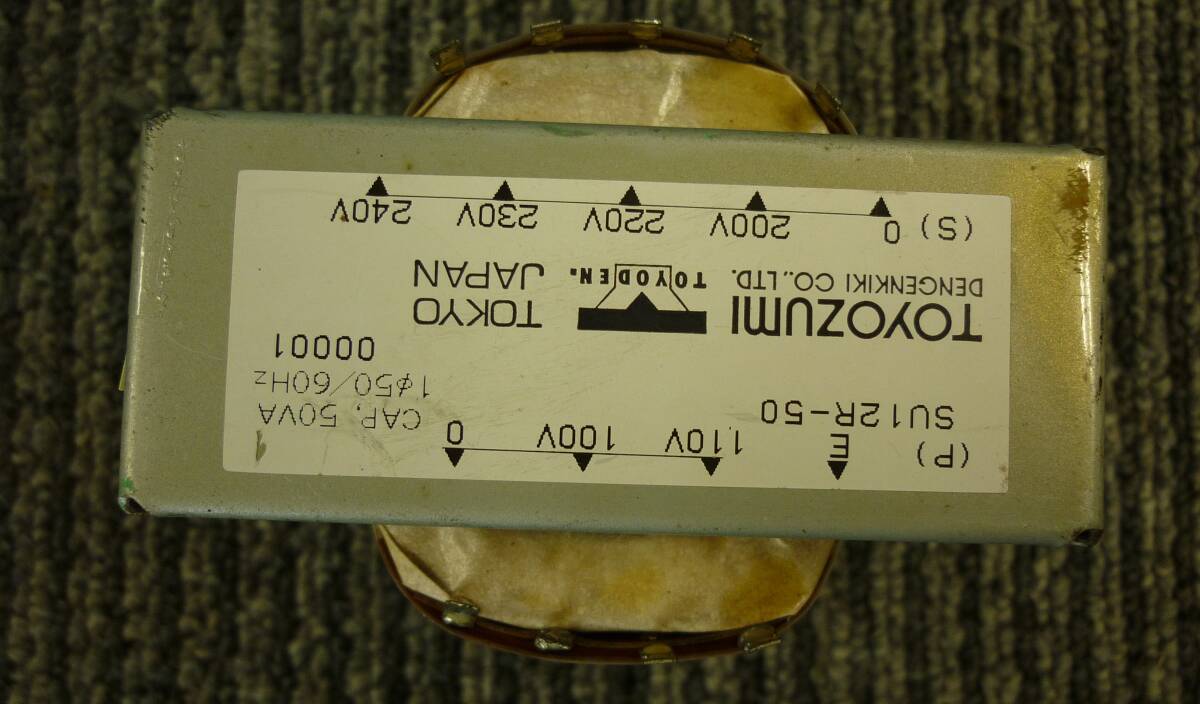 (P) E 110V 100V 0
SU12R-50 CAP. 50VA
1φ50/60Hz
00001
TOYOZUMI TOKYO
DENGENKIKI CO.,LTD. TOYODEN. JAPAN
(S) 0 200V 220V 230V 240V